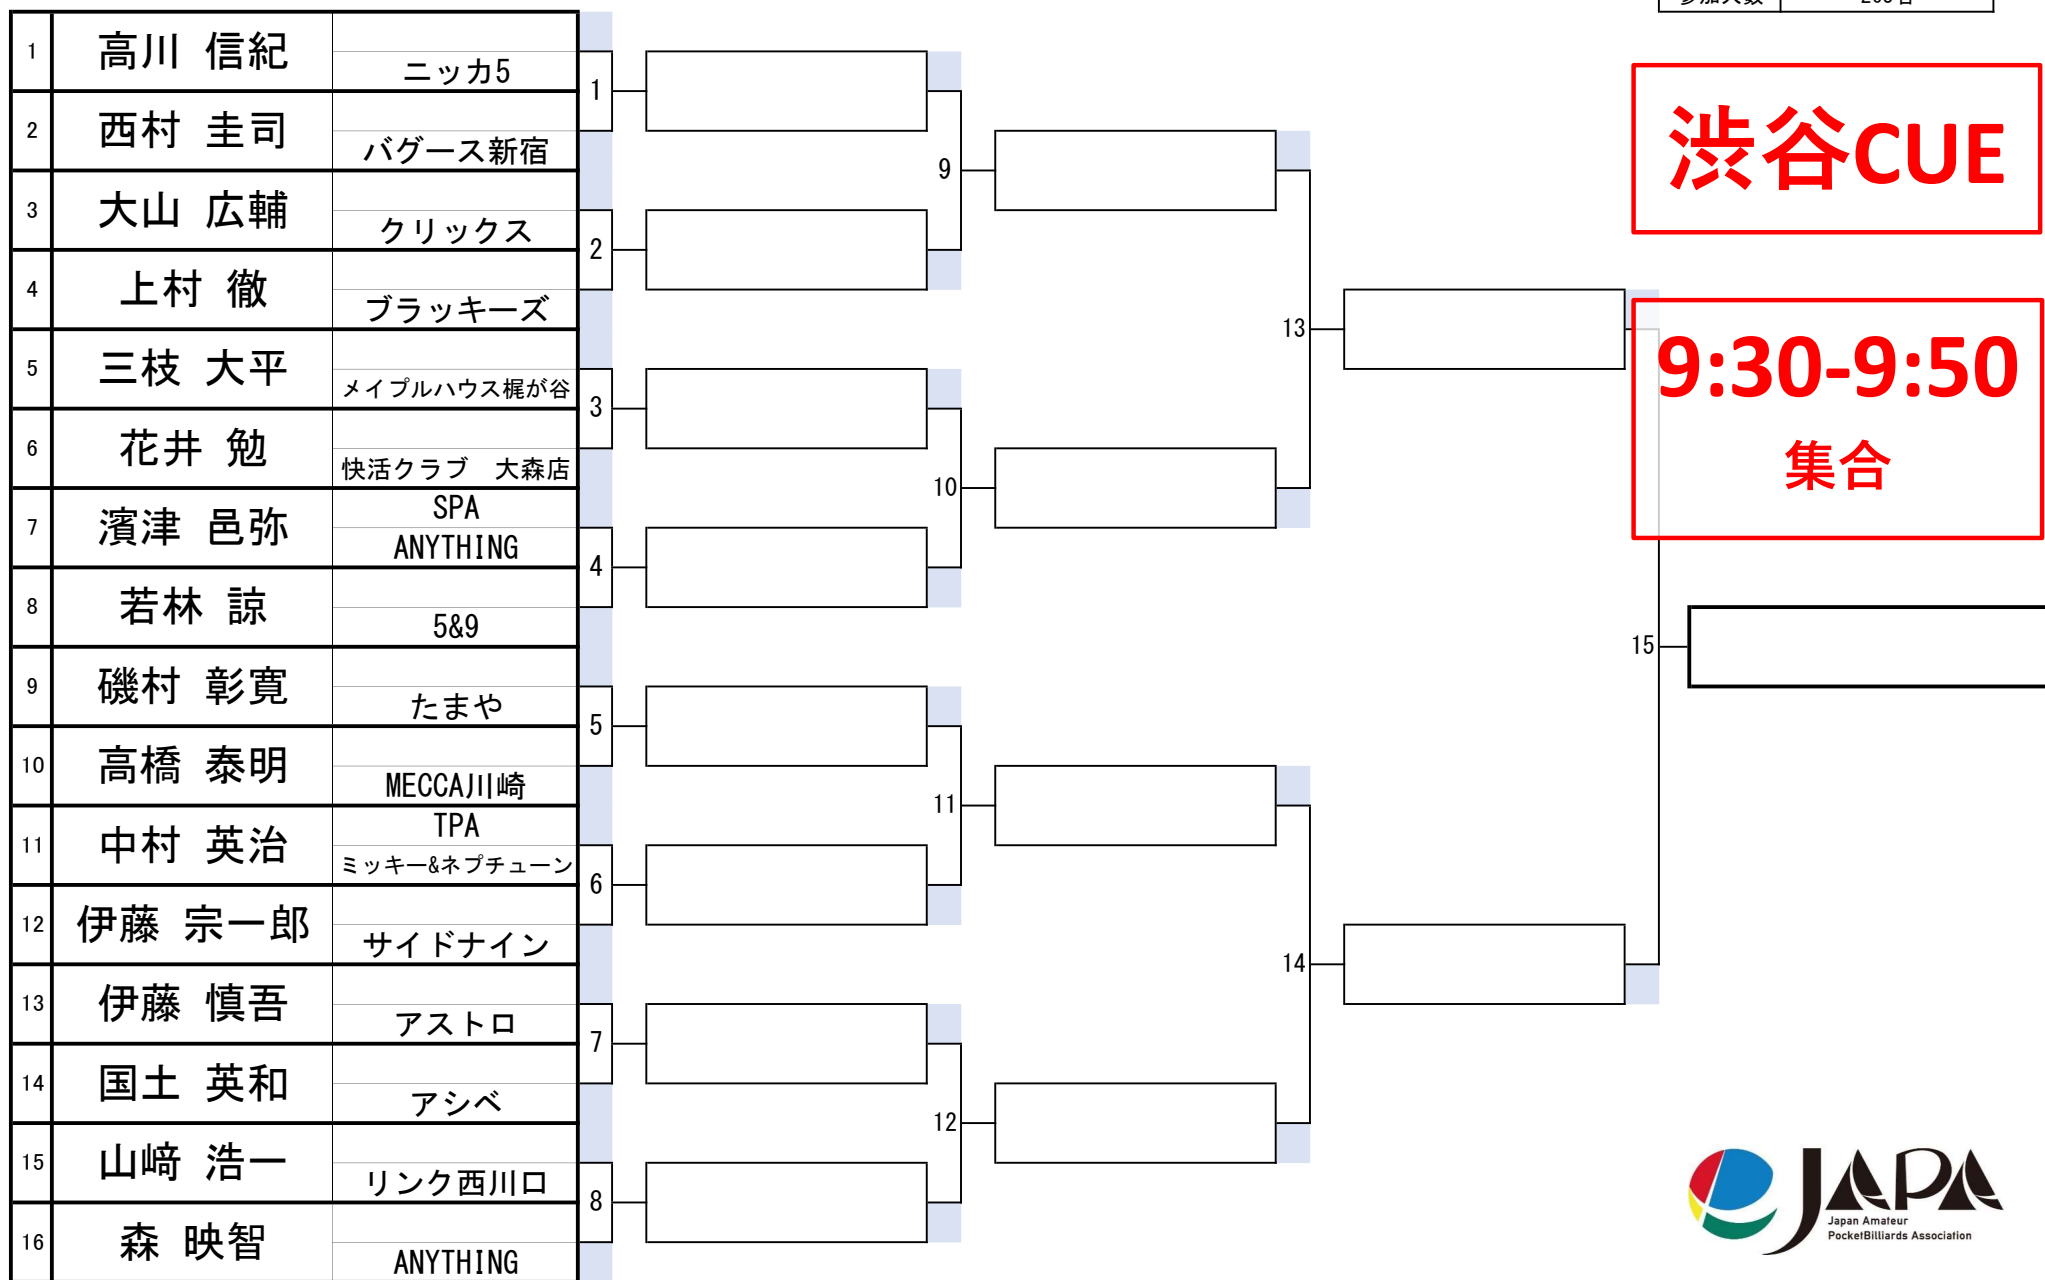 1 高川 信紀 ニッカ5
2 西村 圭司 バグース新宿
3 大山 広輔 クリックス
4 上村 徹 ブラッキーズ
5 三枝 大平 メイプルハウス梶が谷
6 花井 勉 快活クラブ 大森店
7 濱津 邑弥 SPA
ANYTHING
8 若林 諒 5&9
9 磯村 彰寛 たまや
10 高橋 泰明 MECCA川崎
11 中村 英治 TPA
ミッキー&ネプチューン
12 伊藤 宗一郎 サイドナイン
13 伊藤 慎吾 アストロ
14 国土 英和 アシベ
15 山﨑 浩一 リンク西川口
16 森 映智 ANYTHING
1
2
3
4
5
6
7
8
9
10
11
12
13
14
15
渋谷CUE
9:30-9:50
集合
JAPA
Japan Amateur
PocketBilliards Association